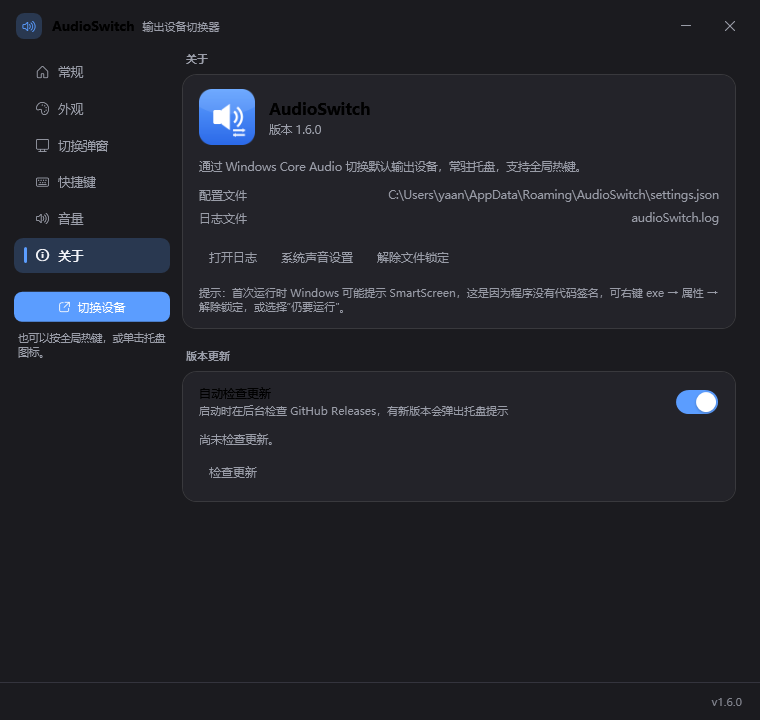 AudioSwitch 输出设备切换器
常规
外观
切换弹窗
快捷键
音量
关于
切换设备
也可以按全局热键，或单击托盘
图标。
关于
AudioSwitch
版本 1.6.0
通过 Windows Core Audio 切换默认输出设备，常驻托盘，支持全局热键。
配置文件 C:\Users\yaan\AppData\Roaming\AudioSwitch\settings.json
日志文件 audioSwitch.log
打开日志 系统声音设置 解除文件锁定
提示：首次运行时 Windows 可能提示 SmartScreen，这是因为程序没有代码签名，可右键 exe → 属性 →
解除锁定，或选择“仍要运行”。
版本更新
自动检查更新
启动时在后台检查 GitHub Releases，有新版本会弹出托盘提示
尚未检查更新。
检查更新
v1.6.0